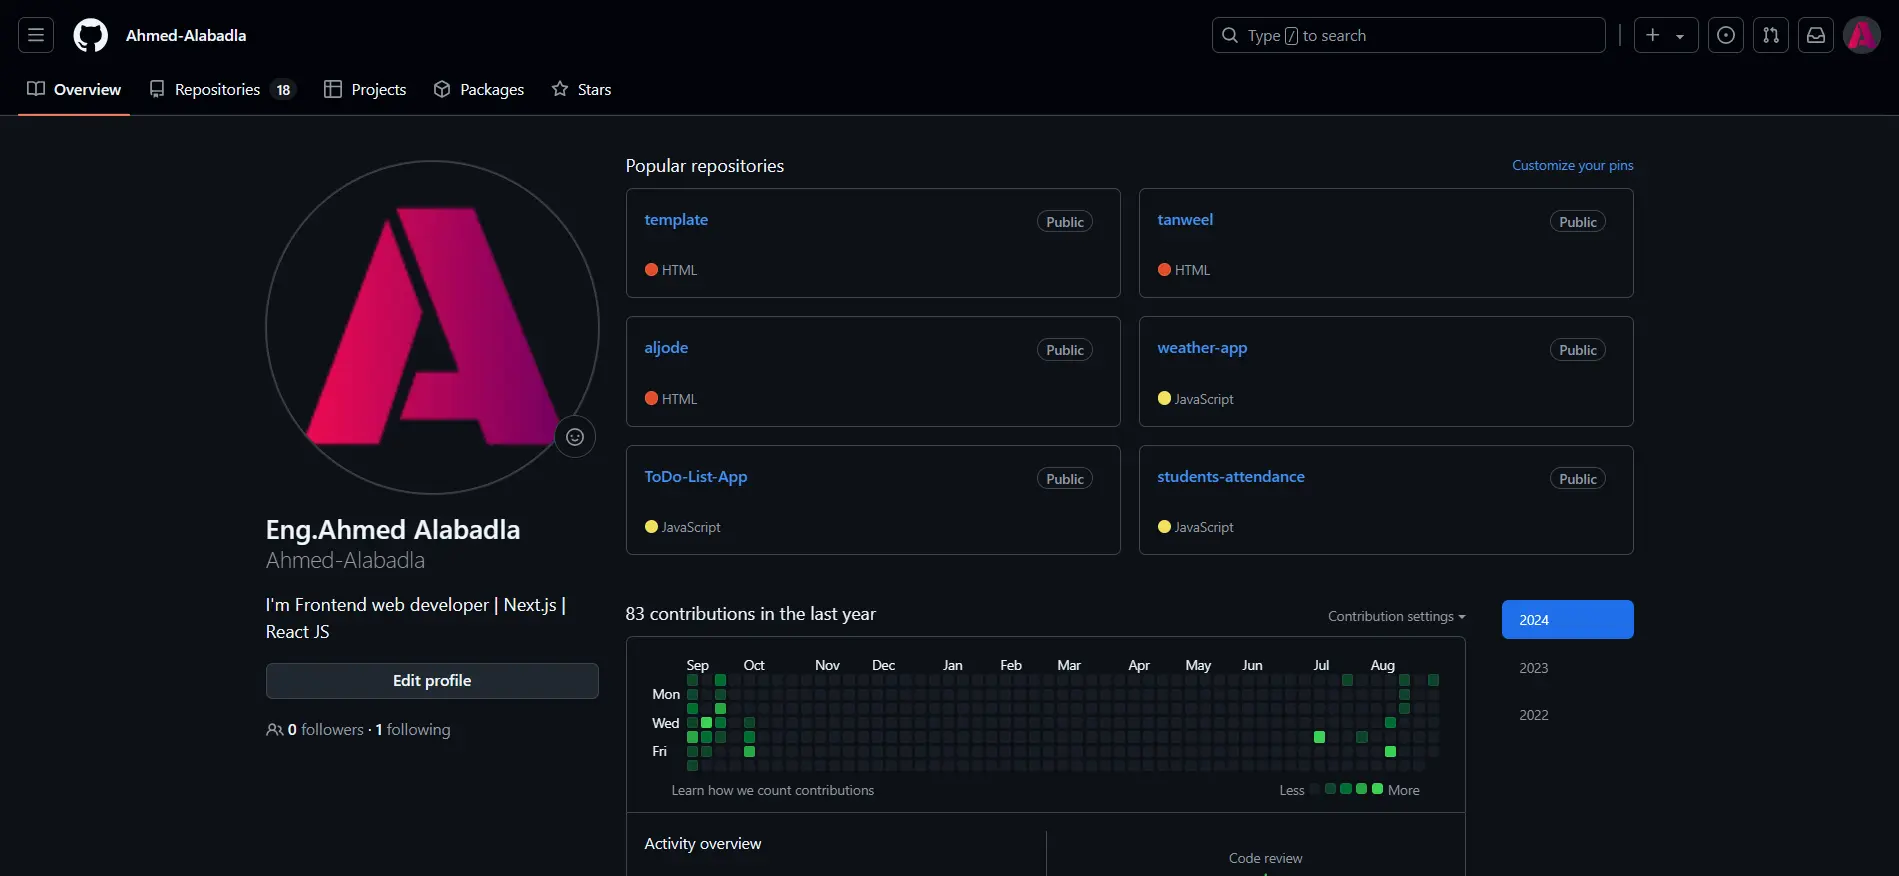 Ahmed-Alabadla
Type / to search
Overview
Repositories 18
Projects
Packages
Stars
Eng.Ahmed Alabadla
Ahmed-Alabadla
I'm Frontend web developer | Next.js |
React JS
Edit profile
0 followers · 1 following
Popular repositories
Customize your pins
template
Public
HTML
tanweel
Public
HTML
aljode
Public
HTML
weather-app
Public
JavaScript
ToDo-List-App
Public
JavaScript
students-attendance
Public
JavaScript
83 contributions in the last year
Contribution settings
2024
2023
2022
Sep Oct Nov Dec Jan Feb Mar Apr May Jun Jul Aug
Mon
Wed
Fri
Learn how we count contributions
Less
More
Activity overview
Code review